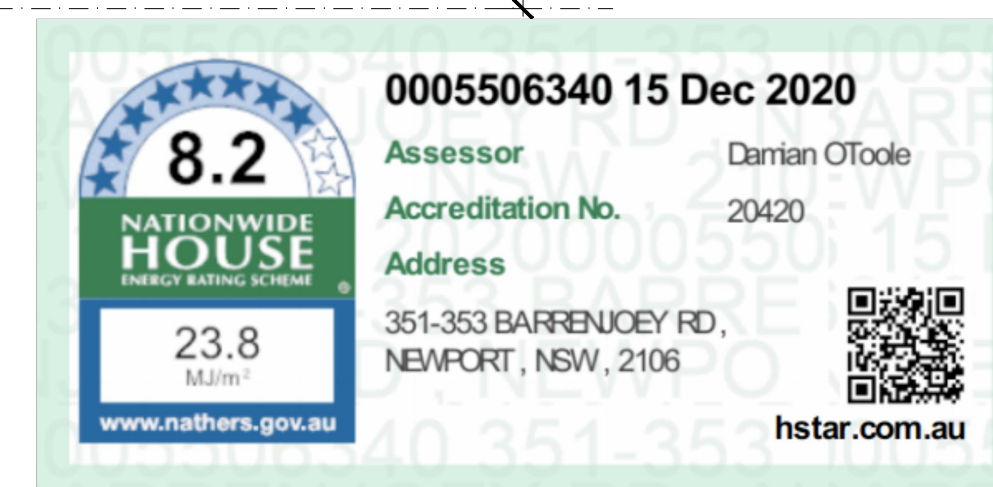 8.2
NATIONWIDE
HOUSE
ENERGY RATING SCHEME
®
23.8
MJ/m²
www.nathers.gov.au
0005506340 15 Dec 2020
Assessor Damian OToole
Accreditation No. 20420
Address
351-353 BARRENJOEY RD ,
NEWPORT , NSW , 2106
hstar.com.au